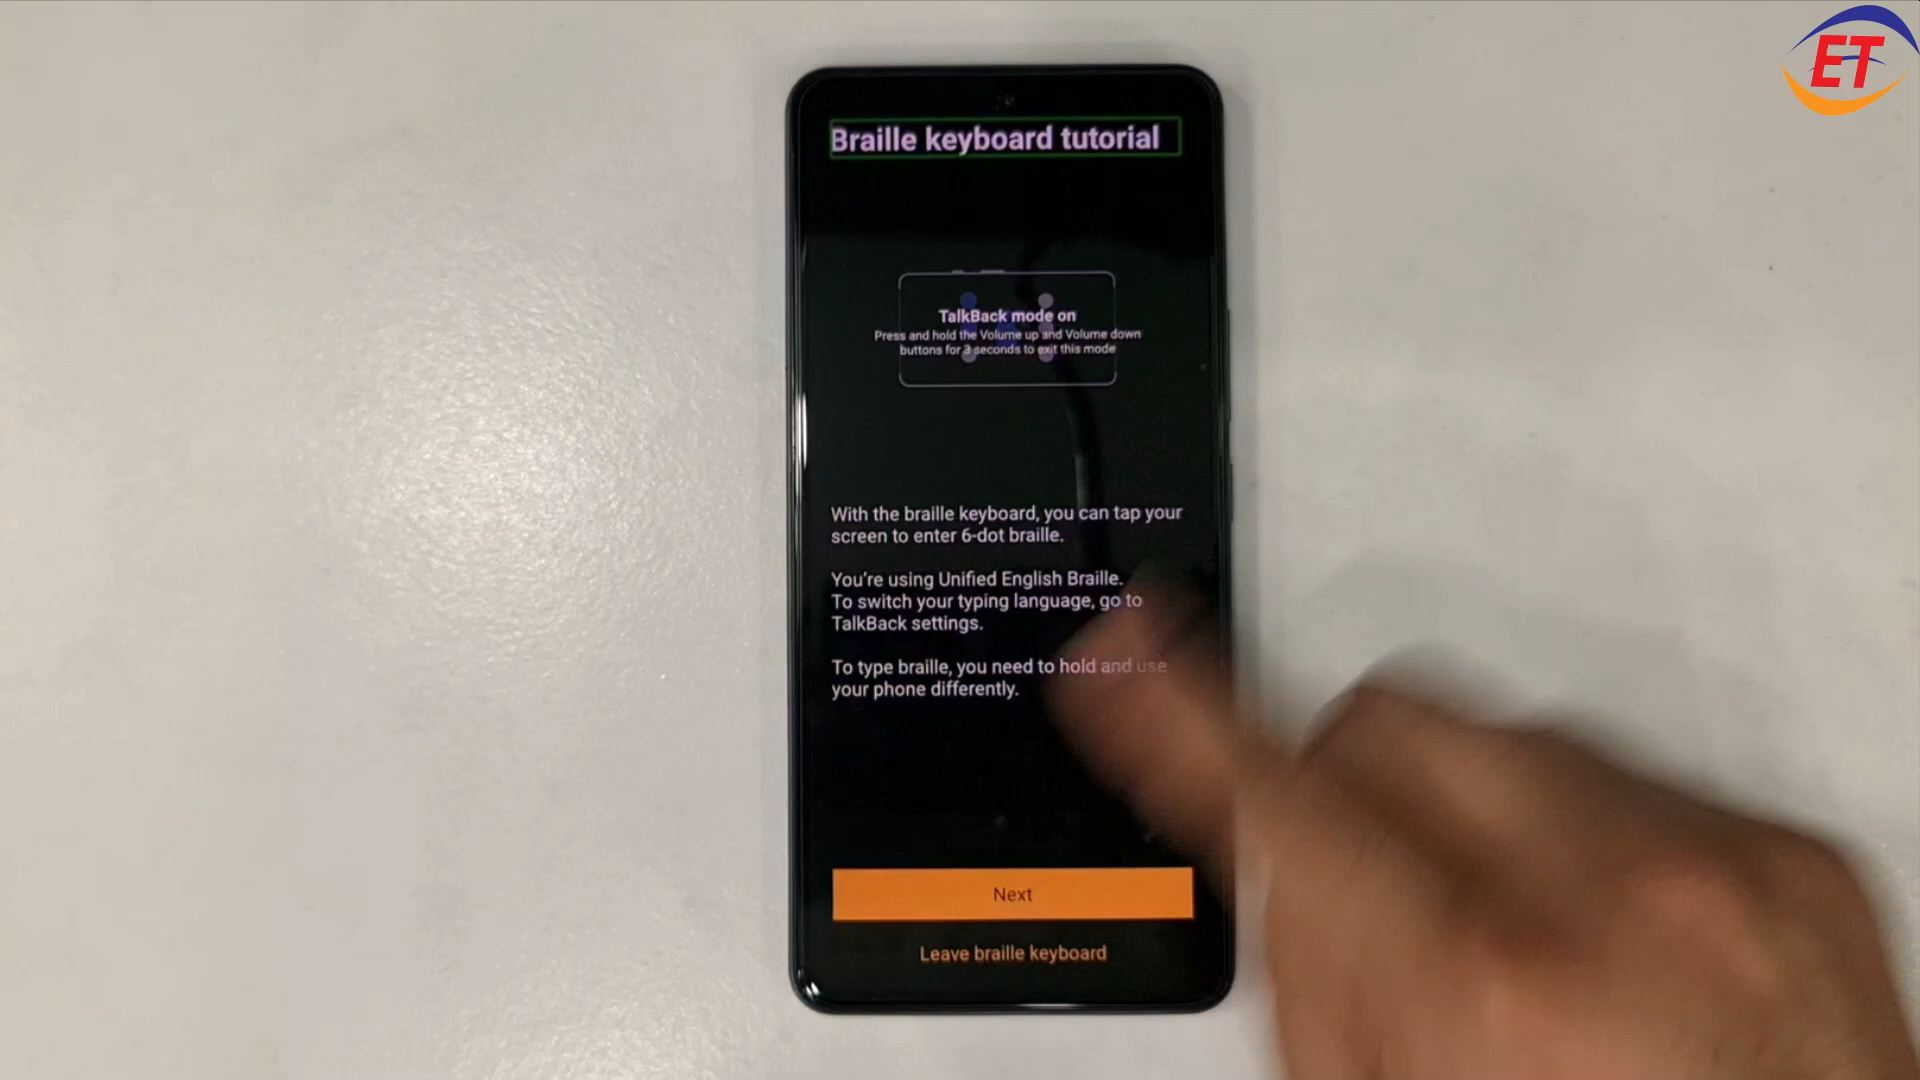 ET
Braille keyboard tutorial
TalkBack mode on
Press and hold the Volume up and Volume down
buttons for 3 seconds to exit this mode
With the braille keyboard, you can tap your
screen to enter 6-dot braille.
You're using Unified English Braille.
To switch your typing language, go to
TalkBack settings.
To type braille, you need to hold and use
your phone differently.
Next
Leave braille keyboard